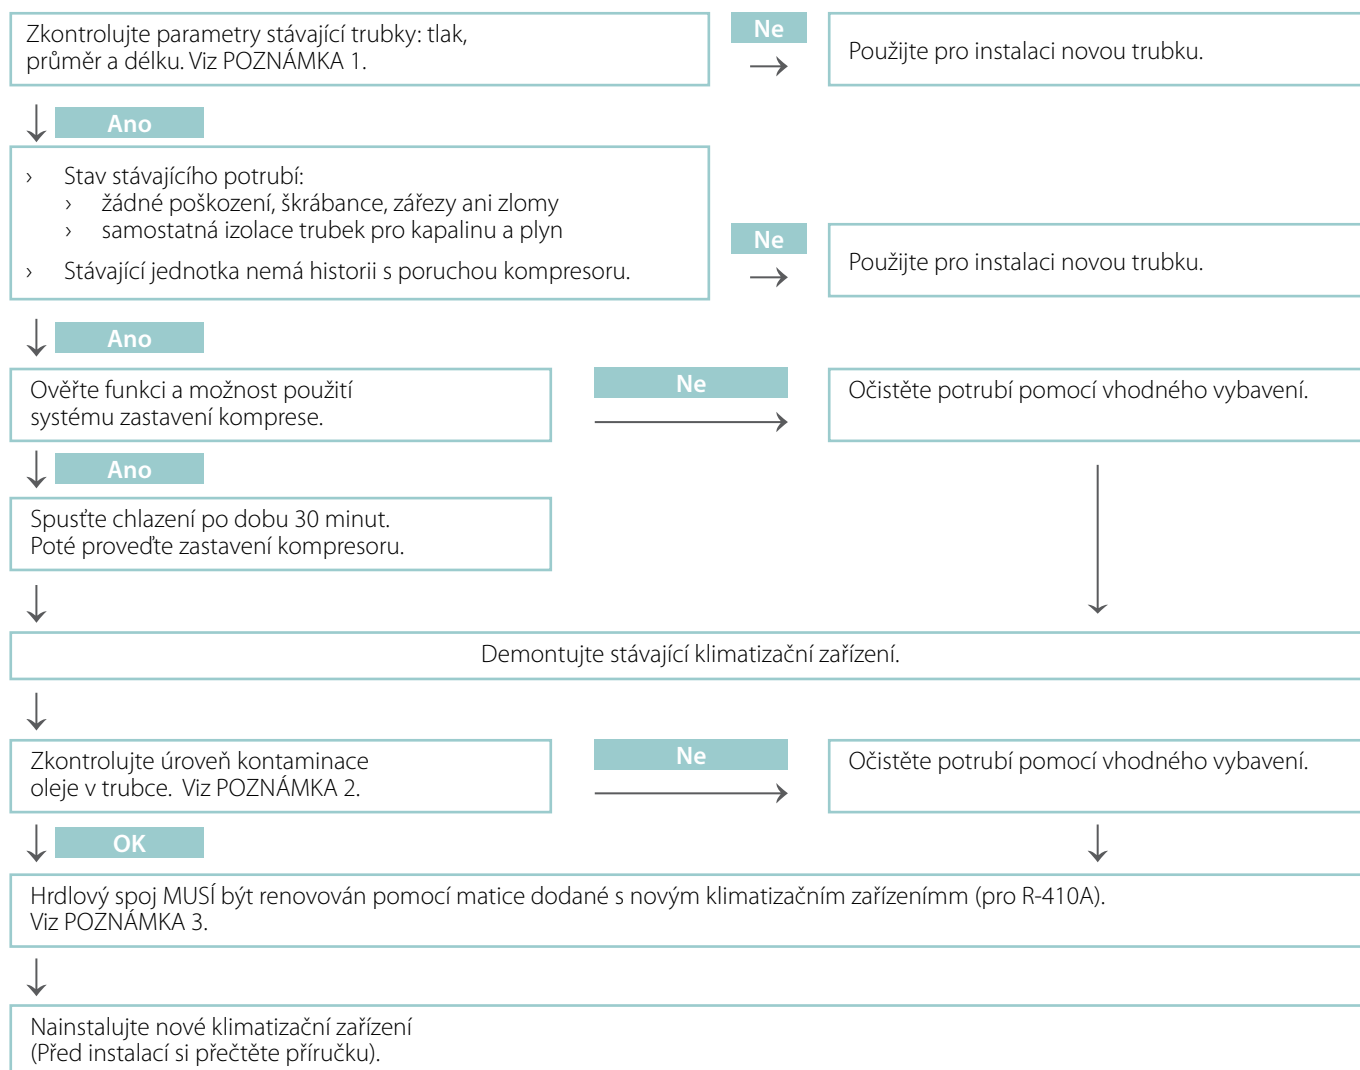 Zkontrolujte parametry stávající trubky: tlak,
průměr a délku. Viz POZNÁMKA 1.
Ne
Použijte pro instalaci novou trubku.
Ano
› Stav stávajícího potrubí:
› žádné poškození, škrábance, zářezy ani zlomy
› samostatná izolace trubek pro kapalinu a plyn
› Stávající jednotka nemá historii s poruchou kompresoru.
Ne
Použijte pro instalaci novou trubku.
Ano
Ověřte funkci a možnost použití
systému zastavení komprese.
Ne
Očistěte potrubí pomocí vhodného vybavení.
Ano
Spusťte chlazení po dobu 30 minut.
Poté proveďte zastavení kompresoru.
Demontujte stávající klimatizační zařízení.
Zkontrolujte úroveň kontaminace
oleje v trubce. Viz POZNÁMKA 2.
Ne
Očistěte potrubí pomocí vhodného vybavení.
OK
Hrdlový spoj MUSÍ být renovován pomocí matice dodané s novým klimatizačním zařízenímm (pro R-410A).
Viz POZNÁMKA 3.
Nainstalujte nové klimatizační zařízení
(Před instalací si přečtěte příručku).